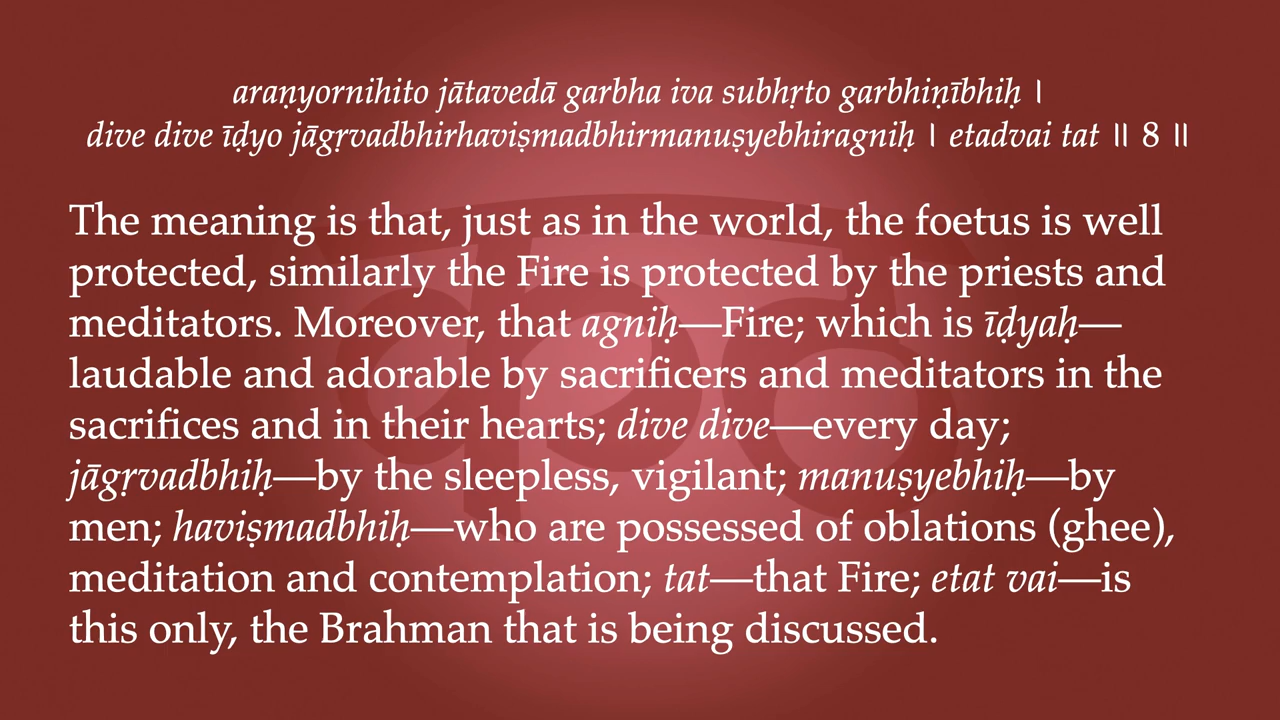 araṇyornihito jātavedā garbha iva subhṛto garbhiṇībhiḥ ।
dive dive īḍyo jāgṛvadbhirhaviṣmadbhirmanuṣyebhiragniḥ । etadvai tat ॥ 8 ॥
The meaning is that, just as in the world, the foetus is well
protected, similarly the Fire is protected by the priests and
meditators. Moreover, that agniḥ—Fire; which is īḍyaḥ—
laudable and adorable by sacrificers and meditators in the
sacrifices and in their hearts; dive dive—every day;
jāgṛvadbhiḥ—by the sleepless, vigilant; manuṣyebhiḥ—by
men; haviṣmadbhiḥ—who are possessed of oblations (ghee),
meditation and contemplation; tat—that Fire; etat vai—is
this only, the Brahman that is being discussed.